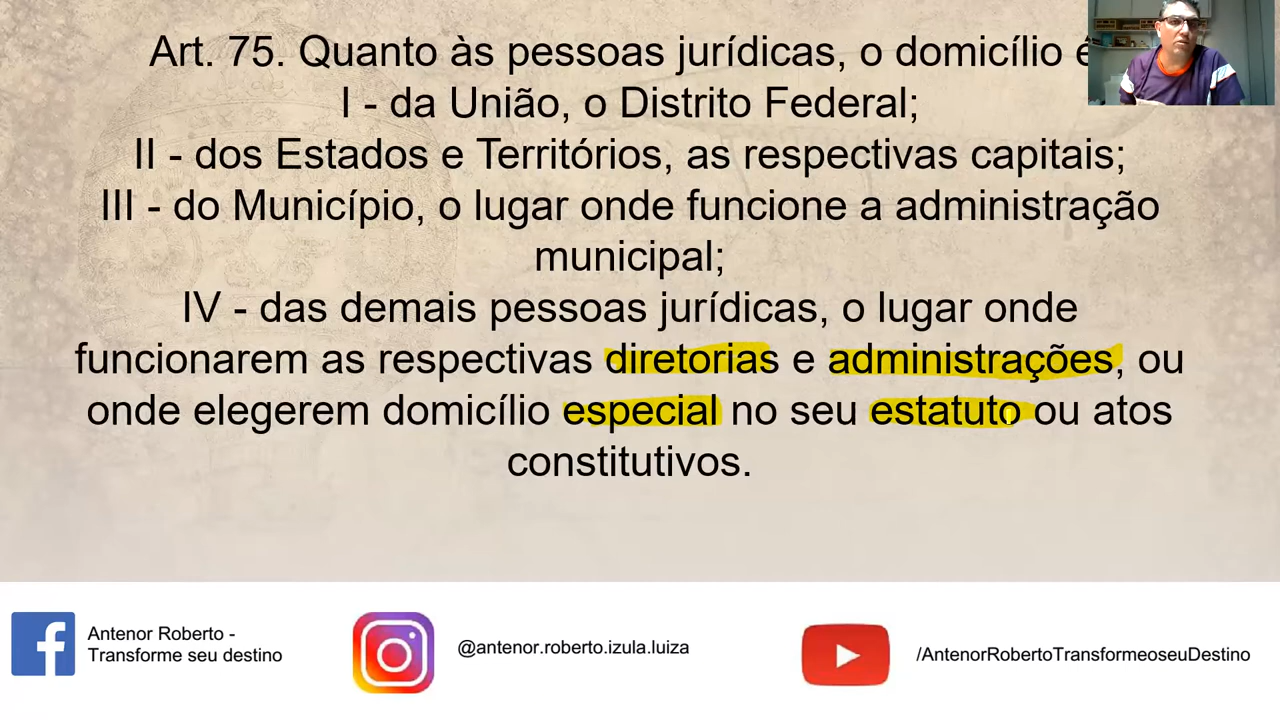 Art. 75. Quanto às pessoas jurídicas, o domicílio é
I - da União, o Distrito Federal;
II - dos Estados e Territórios, as respectivas capitais;
III - do Município, o lugar onde funcione a administração
municipal;
IV - das demais pessoas jurídicas, o lugar onde
funcionarem as respectivas diretorias e administrações, ou
onde elegerem domicílio especial no seu estatuto ou atos
constitutivos.
Antenor Roberto -
Transforme seu destino
@antenor.roberto.izula.luiza
/AntenorRobertoTransformeoseuDestino